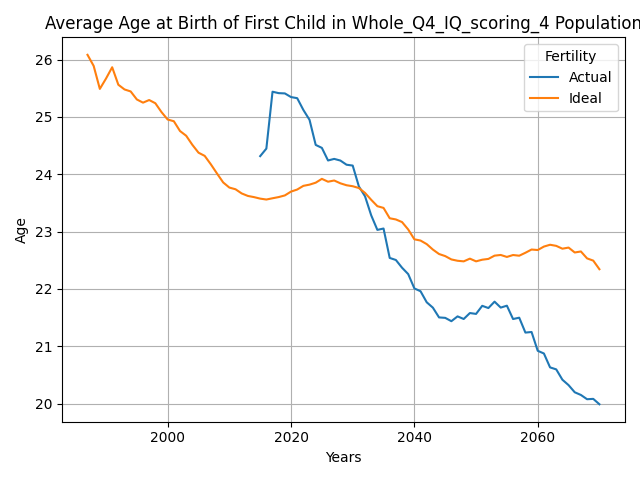 Average Age at Birth of First Child in Whole_Q4_IQ_scoring_4 Population
Fertility
Actual
Ideal
26
25
24
23
22
21
20
Age
2000
2020
2040
2060
Years